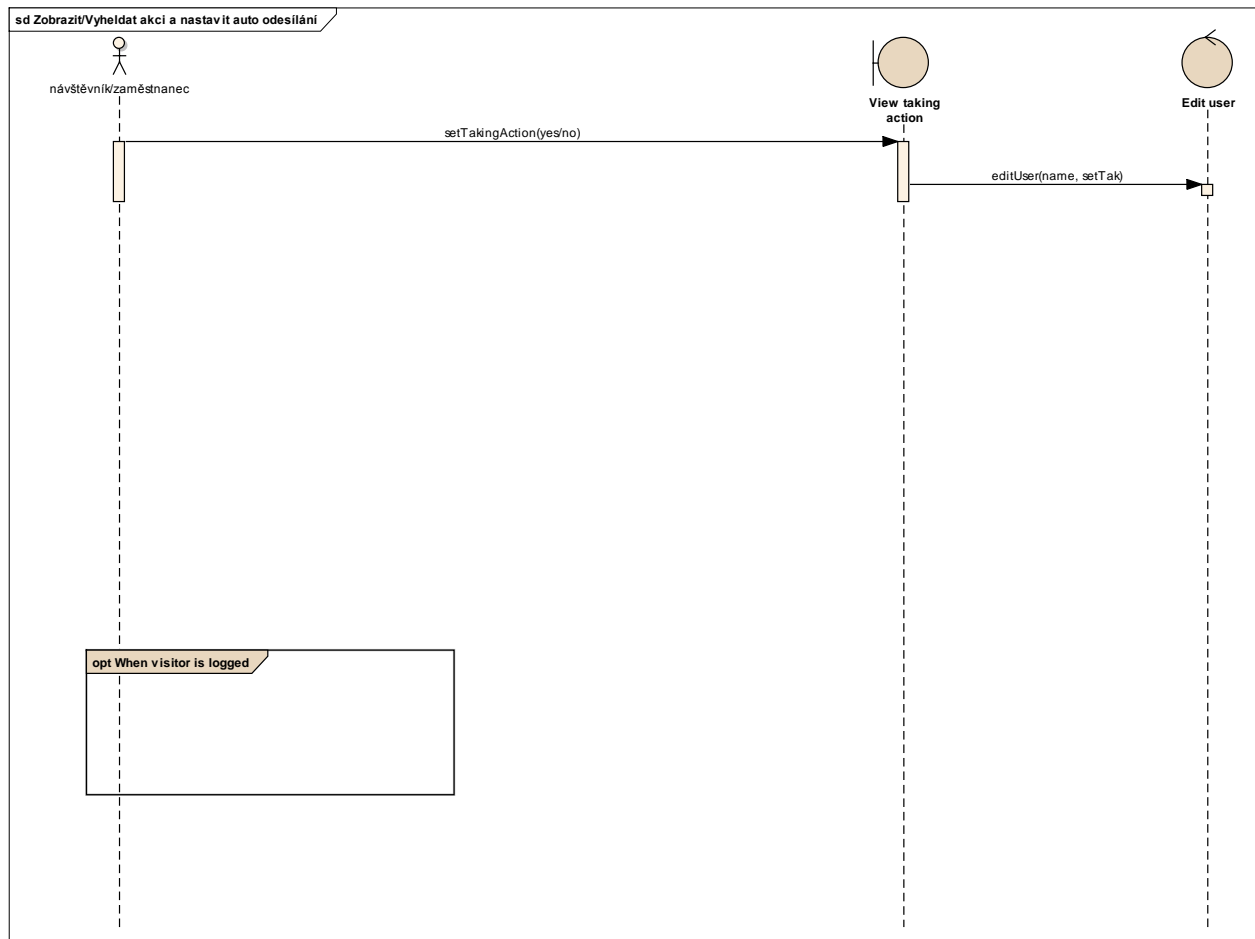 sd Zobrazit/Vyheldat akci a nastavit auto odesílání
návštěvník/zaměstnanec
View taking
action
Edit user
setTakingAction(yes/no)
editUser(name, setTak)
opt When visitor is logged